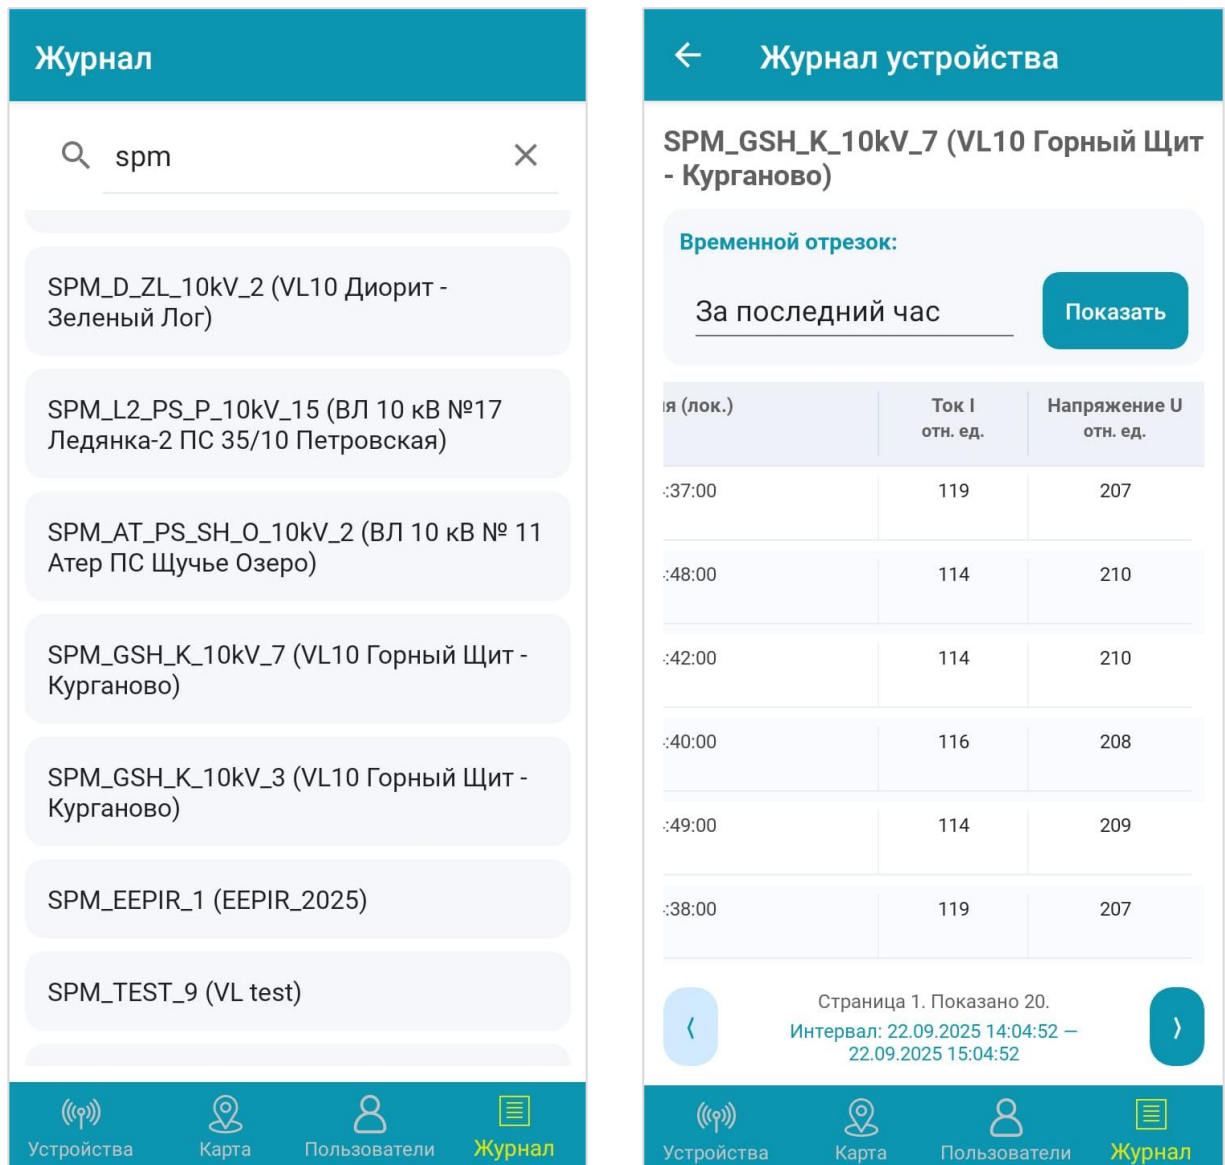 Журнал
spm
SPM_D_ZL_10kV_2 (VL10 Диорит -
Зеленый Лог)
SPM_L2_PS_P_10kV_15 (ВЛ 10 кВ №17
Ледянка-2 ПС 35/10 Петровская)
SPM_AT_PS_SH_O_10kV_2 (ВЛ 10 кВ № 11
Атер ПС Щучье Озеро)
SPM_GSH_K_10kV_7 (VL10 Горный Щит -
Курганово)
SPM_GSH_K_10kV_3 (VL10 Горный Щит -
Курганово)
SPM_EEPIR_1 (EEPIR_2025)
SPM_TEST_9 (VL test)
Устройства Карта Пользователи Журнал
Журнал устройства
SPM_GSH_K_10kV_7 (VL10 Горный Щит
- Курганово)
Временной отрезок:
За последний час Показать
я (лок.) Ток I Напряжение U
отн. ед. отн. ед.
:37:00 119 207
:48:00 114 210
:42:00 114 210
:40:00 116 208
:49:00 114 209
:38:00 119 207
Страница 1. Показано 20.
Интервал: 22.09.2025 14:04:52 —
22.09.2025 15:04:52
Устройства Карта Пользователи Журнал